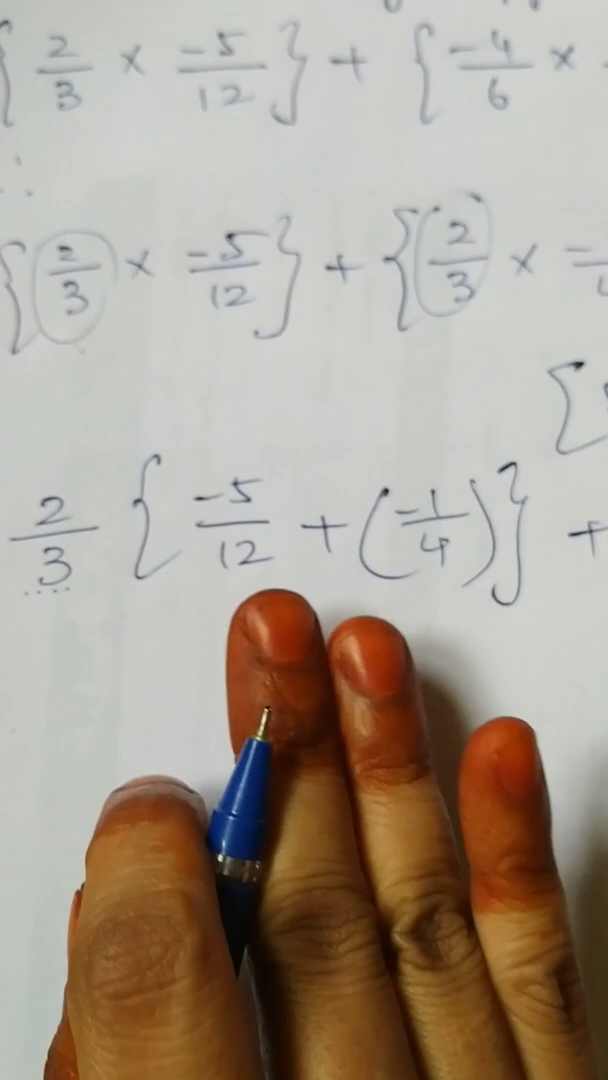 { 2/3 × -5/12 } + { -4/6 ×
∴
{ 2/3 × -5/12 } + { 2/3 × -
[
2/3 { -5/12 + (-1/4) } +